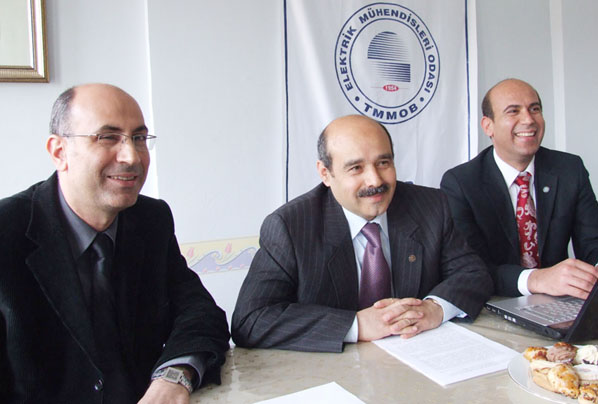 ELEKTRİK MÜHENDİSLERİ ODASI
1954
TMMOB